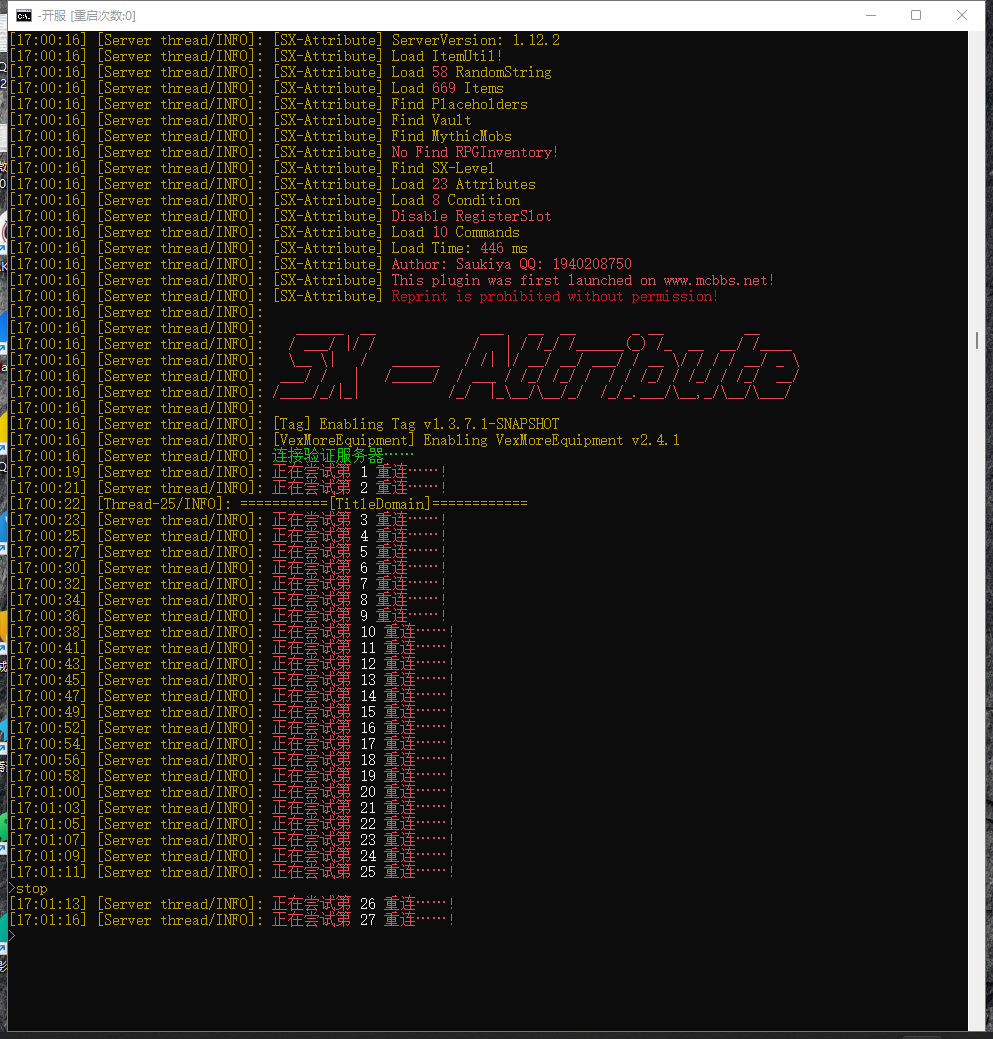 -开服 [重启次数:0]
[17:00:16] [Server thread/INFO]: [SX-Attribute] ServerVersion: 1.12.2
[17:00:16] [Server thread/INFO]: [SX-Attribute] Load ItemUtil!
[17:00:16] [Server thread/INFO]: [SX-Attribute] Load 58 RandomString
[17:00:16] [Server thread/INFO]: [SX-Attribute] Load 669 Items
[17:00:16] [Server thread/INFO]: [SX-Attribute] Find Placeholders
[17:00:16] [Server thread/INFO]: [SX-Attribute] Find Vault
[17:00:16] [Server thread/INFO]: [SX-Attribute] Find MythicMobs
[17:00:16] [Server thread/INFO]: [SX-Attribute] No Find RPGInventory!
[17:00:16] [Server thread/INFO]: [SX-Attribute] Find SX-Level
[17:00:16] [Server thread/INFO]: [SX-Attribute] Load 23 Attributes
[17:00:16] [Server thread/INFO]: [SX-Attribute] Load 8 Condition
[17:00:16] [Server thread/INFO]: [SX-Attribute] Disable RegisterSlot
[17:00:16] [Server thread/INFO]: [SX-Attribute] Load 10 Commands
[17:00:16] [Server thread/INFO]: [SX-Attribute] Load Time: 446 ms
[17:00:16] [Server thread/INFO]: [SX-Attribute] Author: Saukiya QQ: 1940208750
[17:00:16] [Server thread/INFO]: [SX-Attribute] This plugin was first launched on www.mcbbs.net!
[17:00:16] [Server thread/INFO]: [SX-Attribute] Reprint is prohibited without permission!
[17:00:16] [Server thread/INFO]:
[17:00:16] [Server thread/INFO]:
[17:00:16] [Server thread/INFO]:
[17:00:16] [Server thread/INFO]: SX - Attribute
[17:00:16] [Server thread/INFO]:
[17:00:16] [Server thread/INFO]:
[17:00:16] [Server thread/INFO]:
[17:00:16] [Server thread/INFO]: [Tag] Enabling Tag v1.3.7.1-SNAPSHOT
[17:00:16] [Server thread/INFO]: [VexMoreEquipment] Enabling VexMoreEquipment v2.4.1
[17:00:16] [Server thread/INFO]: 连接验证服务器……
[17:00:19] [Server thread/INFO]: 正在尝试第 1 重连……!
[17:00:21] [Server thread/INFO]: 正在尝试第 2 重连……!
[17:00:22] [Thread-25/INFO]: ===========[TitleDomain]============
[17:00:23] [Server thread/INFO]: 正在尝试第 3 重连……!
[17:00:25] [Server thread/INFO]: 正在尝试第 4 重连……!
[17:00:27] [Server thread/INFO]: 正在尝试第 5 重连……!
[17:00:30] [Server thread/INFO]: 正在尝试第 6 重连……!
[17:00:32] [Server thread/INFO]: 正在尝试第 7 重连……!
[17:00:34] [Server thread/INFO]: 正在尝试第 8 重连……!
[17:00:36] [Server thread/INFO]: 正在尝试第 9 重连……!
[17:00:38] [Server thread/INFO]: 正在尝试第 10 重连……!
[17:00:41] [Server thread/INFO]: 正在尝试第 11 重连……!
[17:00:43] [Server thread/INFO]: 正在尝试第 12 重连……!
[17:00:45] [Server thread/INFO]: 正在尝试第 13 重连……!
[17:00:47] [Server thread/INFO]: 正在尝试第 14 重连……!
[17:00:49] [Server thread/INFO]: 正在尝试第 15 重连……!
[17:00:52] [Server thread/INFO]: 正在尝试第 16 重连……!
[17:00:54] [Server thread/INFO]: 正在尝试第 17 重连……!
[17:00:56] [Server thread/INFO]: 正在尝试第 18 重连……!
[17:00:58] [Server thread/INFO]: 正在尝试第 19 重连……!
[17:01:00] [Server thread/INFO]: 正在尝试第 20 重连……!
[17:01:03] [Server thread/INFO]: 正在尝试第 21 重连……!
[17:01:05] [Server thread/INFO]: 正在尝试第 22 重连……!
[17:01:07] [Server thread/INFO]: 正在尝试第 23 重连……!
[17:01:09] [Server thread/INFO]: 正在尝试第 24 重连……!
[17:01:11] [Server thread/INFO]: 正在尝试第 25 重连……!
>stop
[17:01:13] [Server thread/INFO]: 正在尝试第 26 重连……!
[17:01:16] [Server thread/INFO]: 正在尝试第 27 重连……!
>